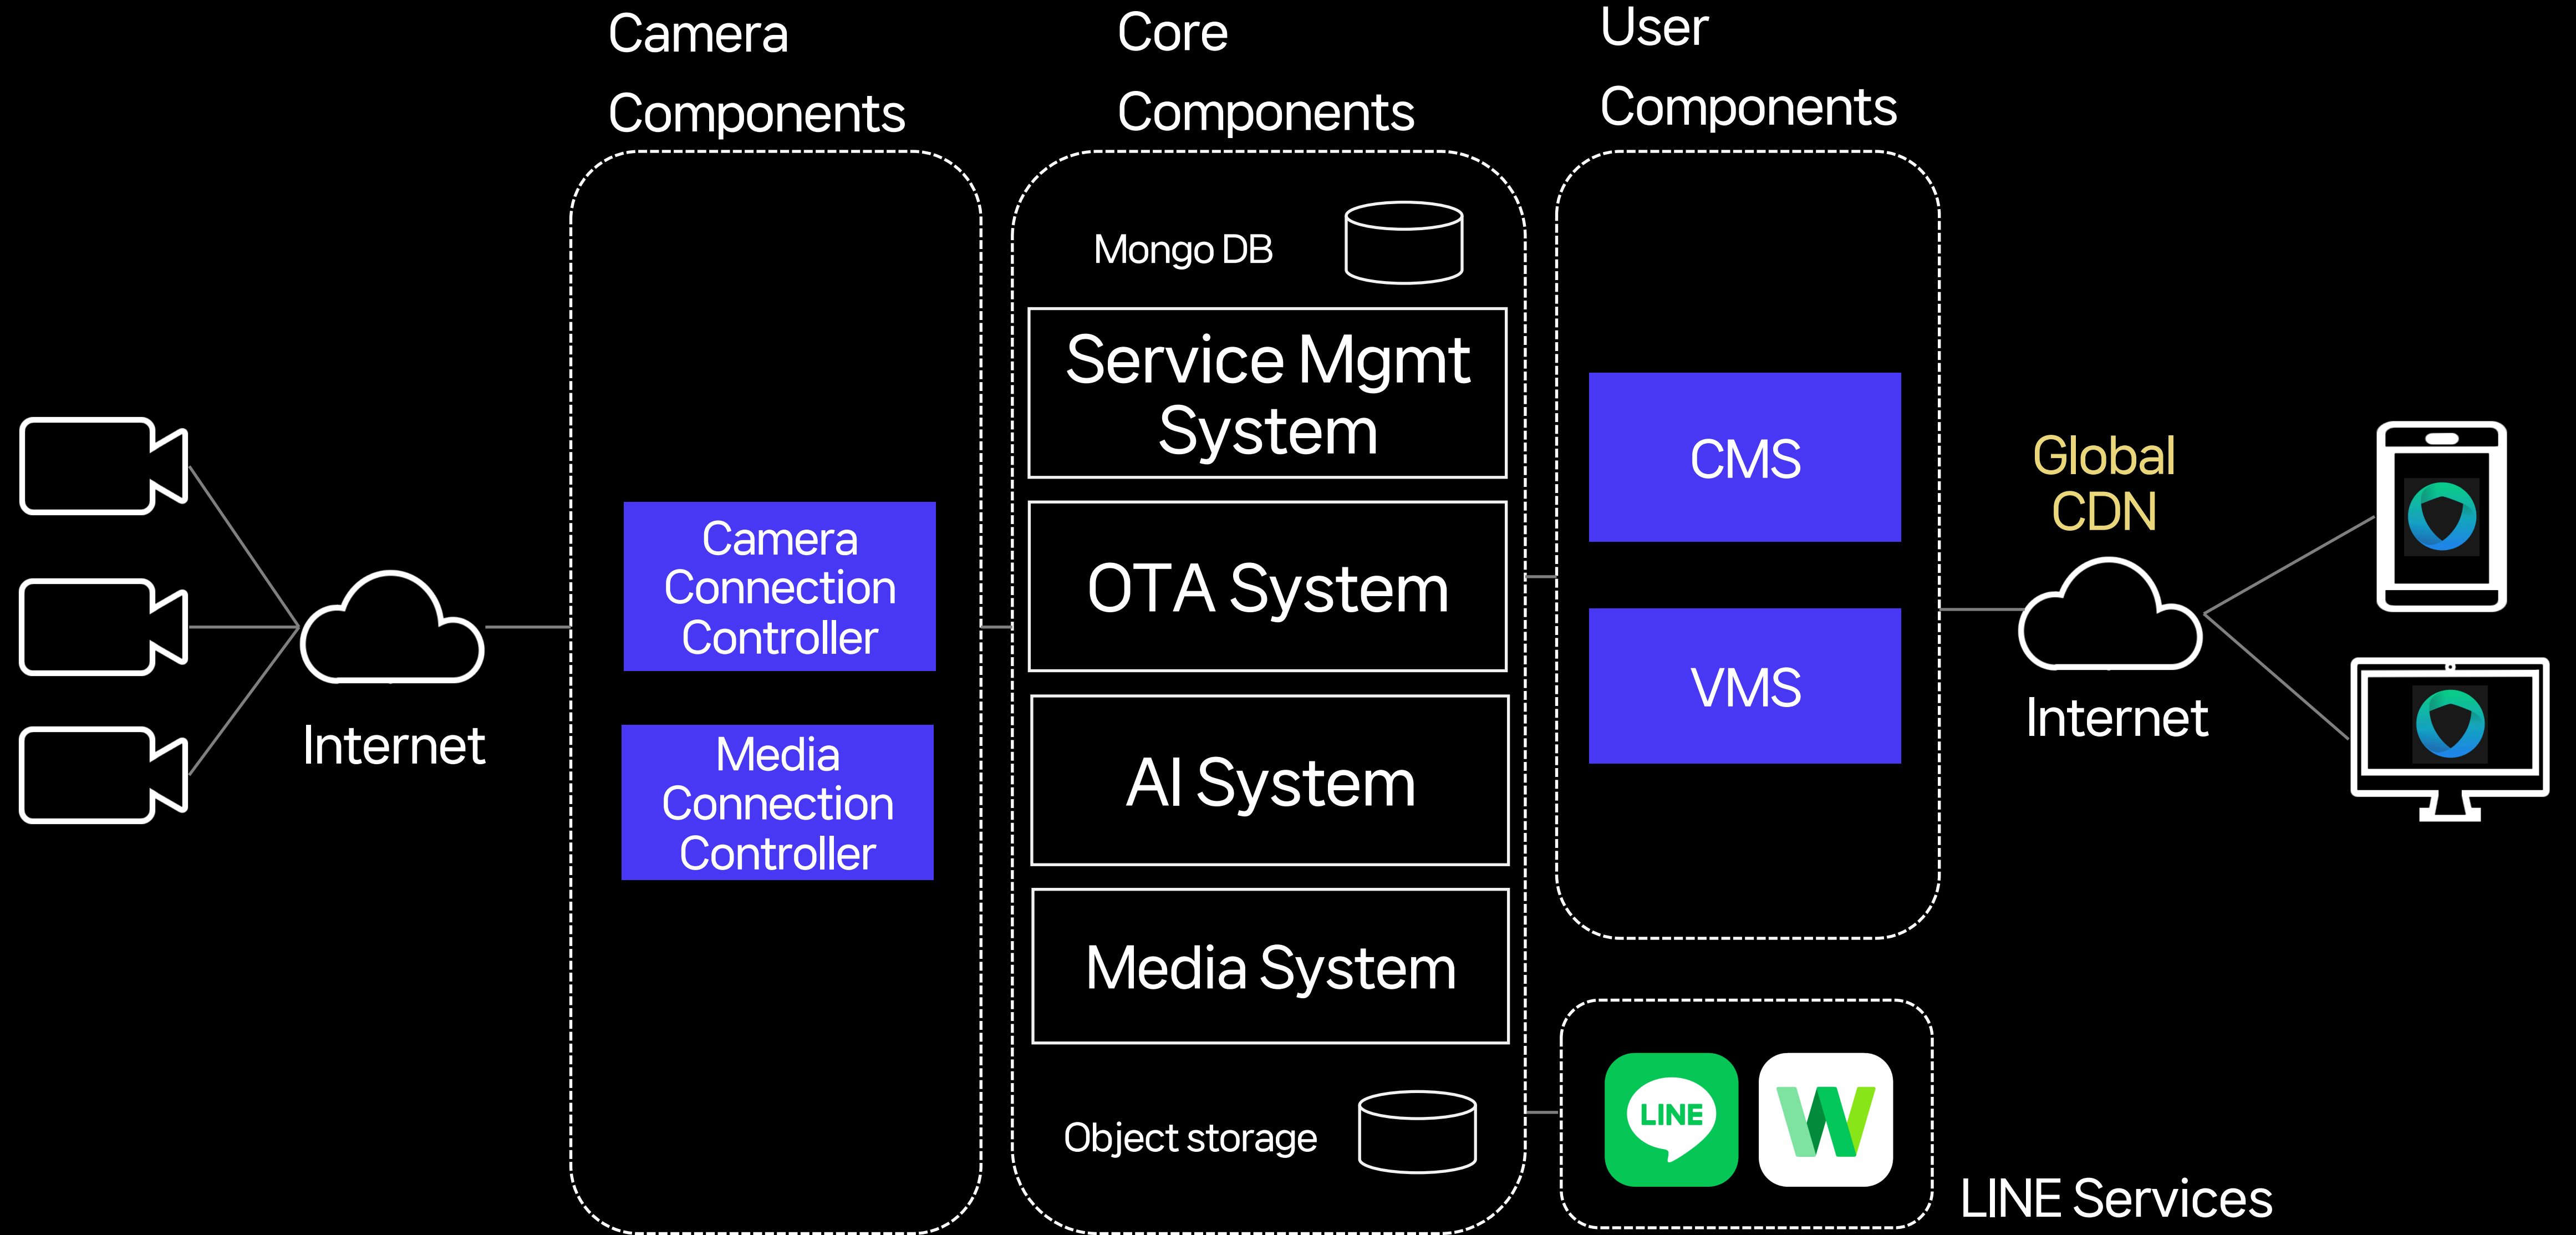 Camera
Components
Core
Components
User
Components
Mongo DB
Service Mgmt
System
OTA System
AI System
Media System
Object storage
Camera
Connection
Controller
Media
Connection
Controller
CMS
VMS
Internet
Global
CDN
Internet
LINE
W
LINE Services